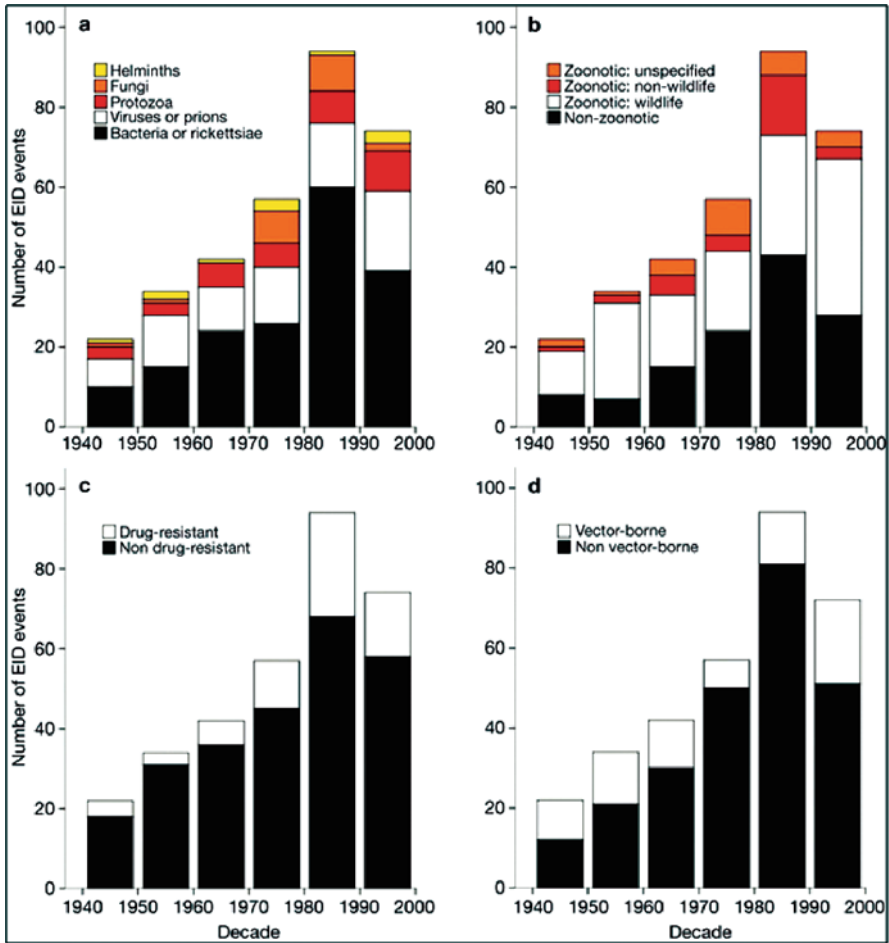 a
Helminths
Fungi
Protozoa
Viruses or prions
Bacteria or rickettsiae
Number of EID events
100
80
60
40
20
0
1940 1950 1960 1970 1980 1990 2000
b
Zoonotic: unspecified
Zoonotic: non-wildlife
Zoonotic: wildlife
Non-zoonotic
100
80
60
40
20
0
1940 1950 1960 1970 1980 1990 2000
c
Drug-resistant
Non drug-resistant
Number of EID events
100
80
60
40
20
0
1940 1950 1960 1970 1980 1990 2000
Decade
d
Vector-borne
Non vector-borne
100
80
60
40
20
0
1940 1950 1960 1970 1980 1990 2000
Decade